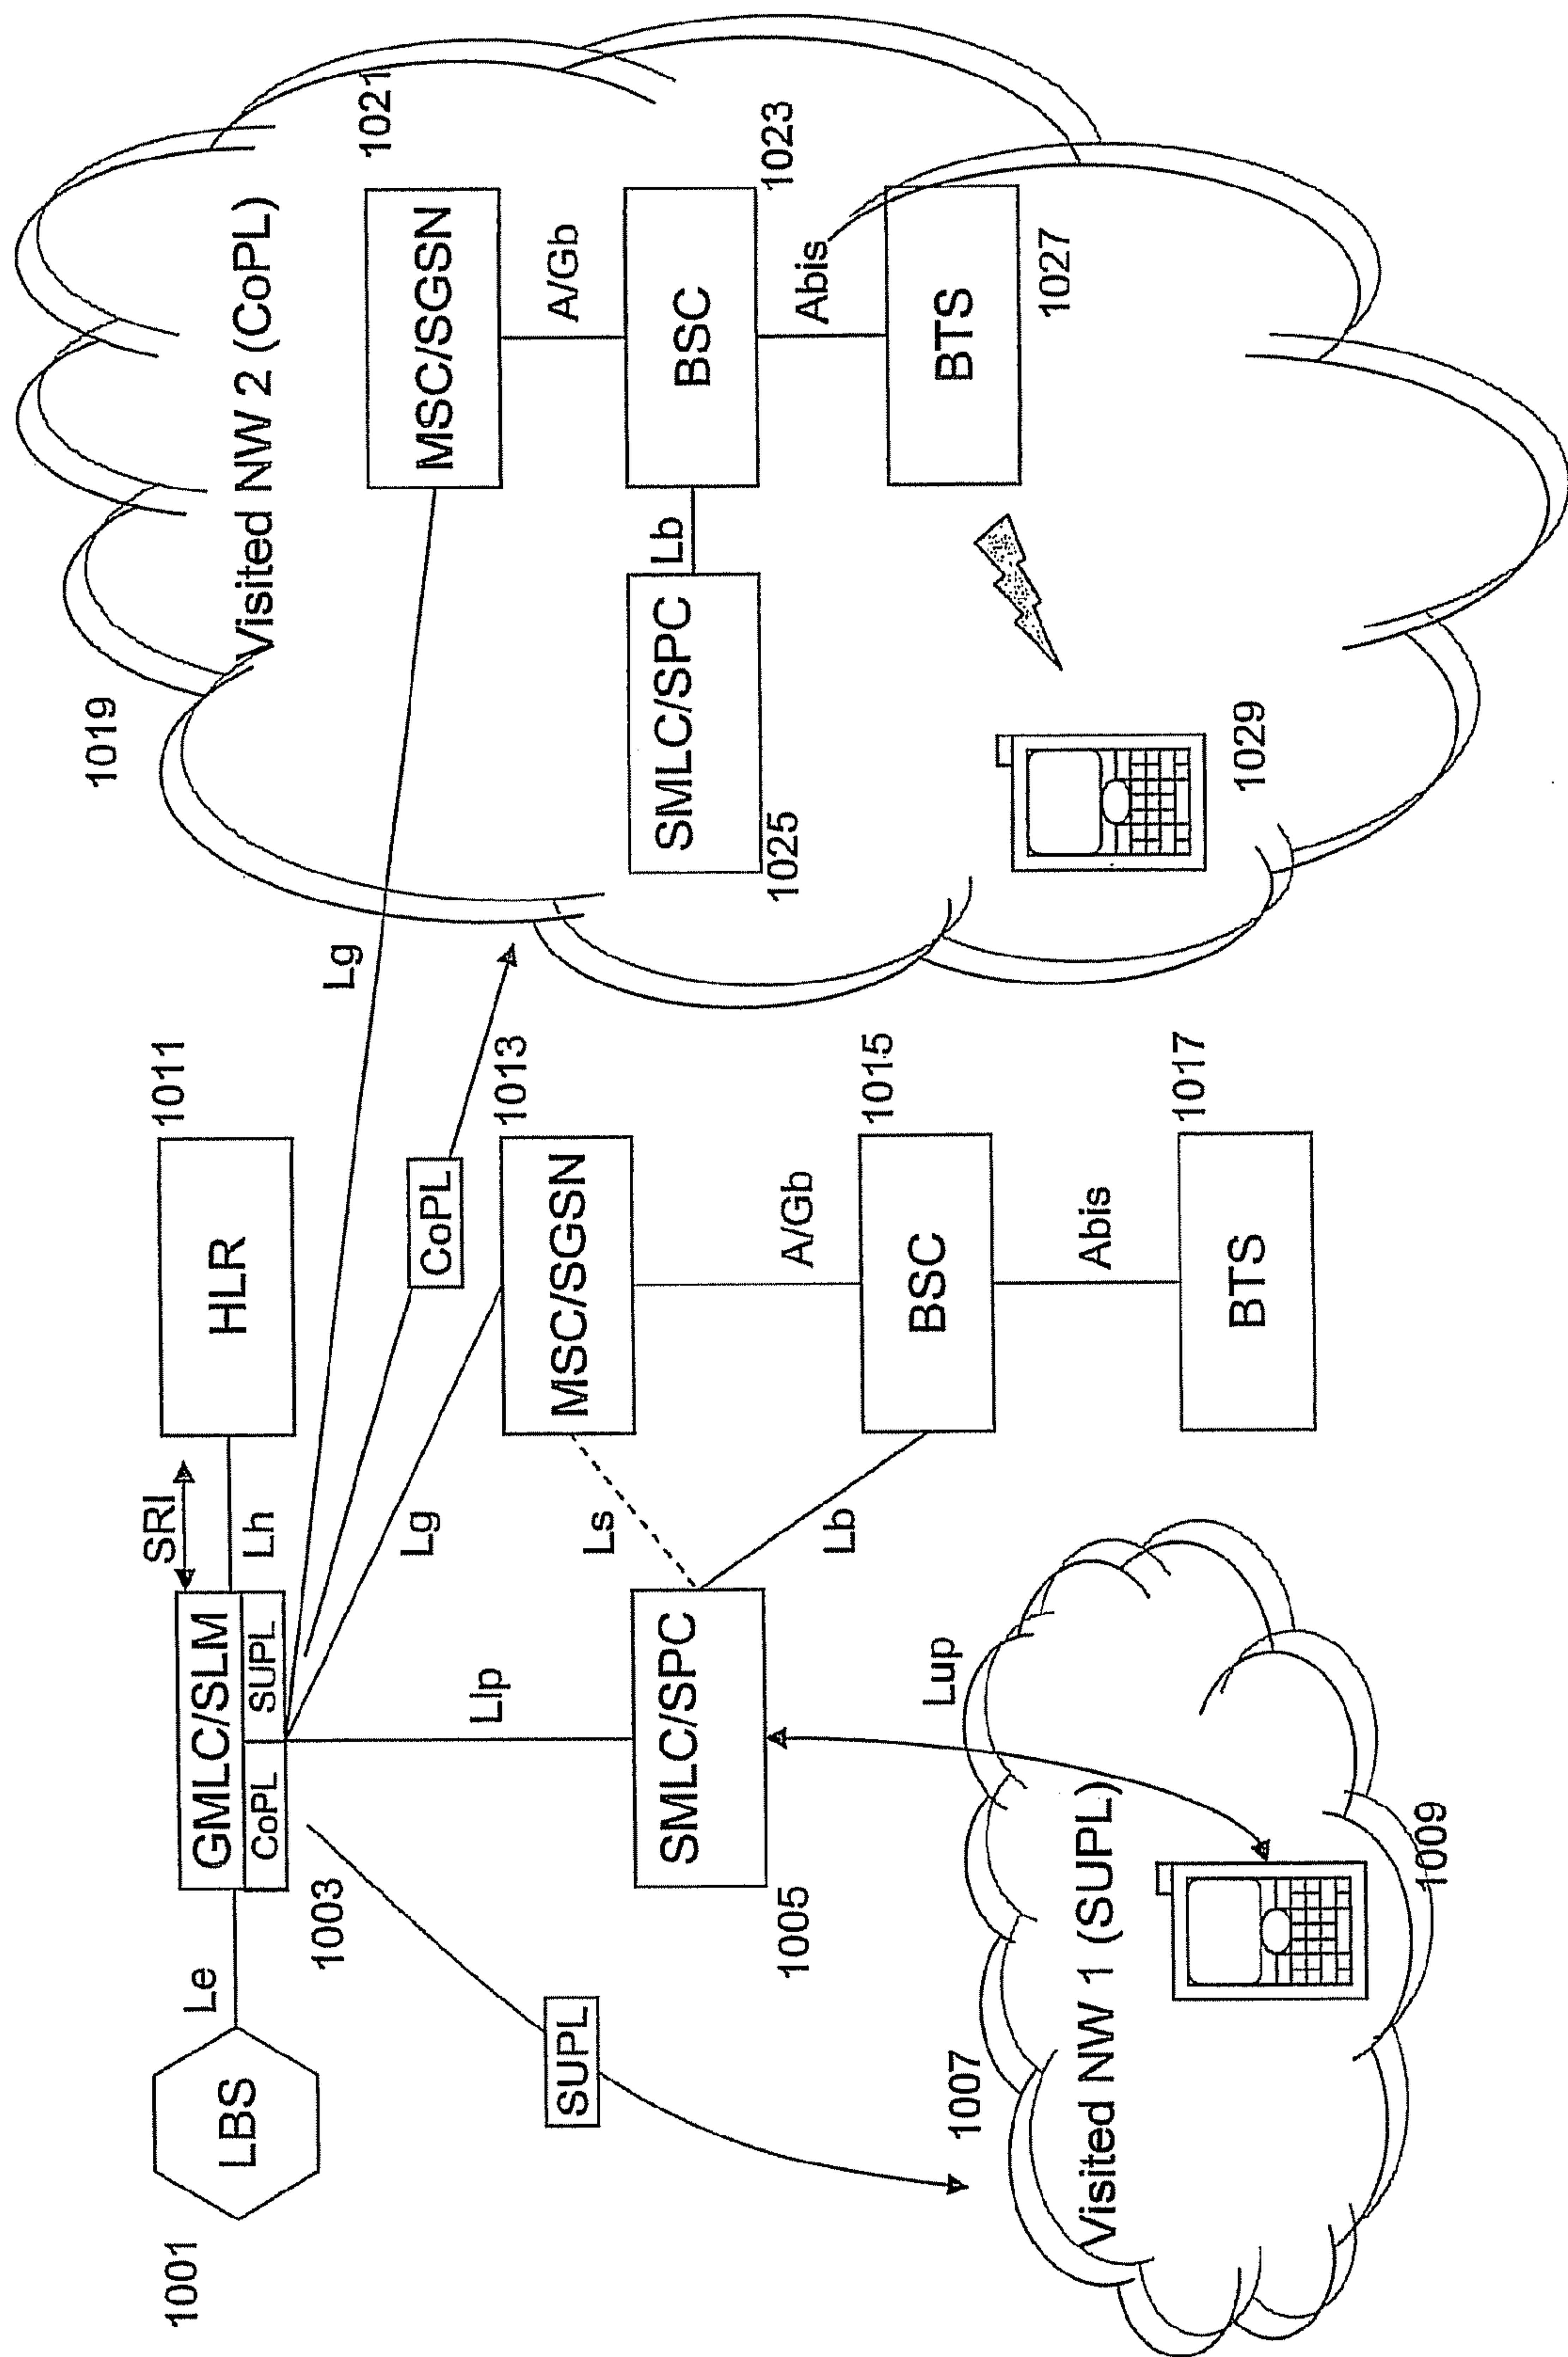 1001
LBS
Le
GMLC/SLM
CoPL
SUPL
1003
SRI
Lh
HLR
1011
Lg
CoPL
Lg
1013
MSC/SGSN
Ls
Llp
SUPL
SMLC/SPC
1005
Lb
A/Gb
BSC
1015
Abis
BTS
1017
Lup
1007
Visited NW 1 (SUPL)
1009
1019
Visited NW 2 (CoPL)
1021
MSC/SGSN
A/Gb
1023
BSC
Lb
SMLC/SPC
1025
Abis
BTS
1027
1029